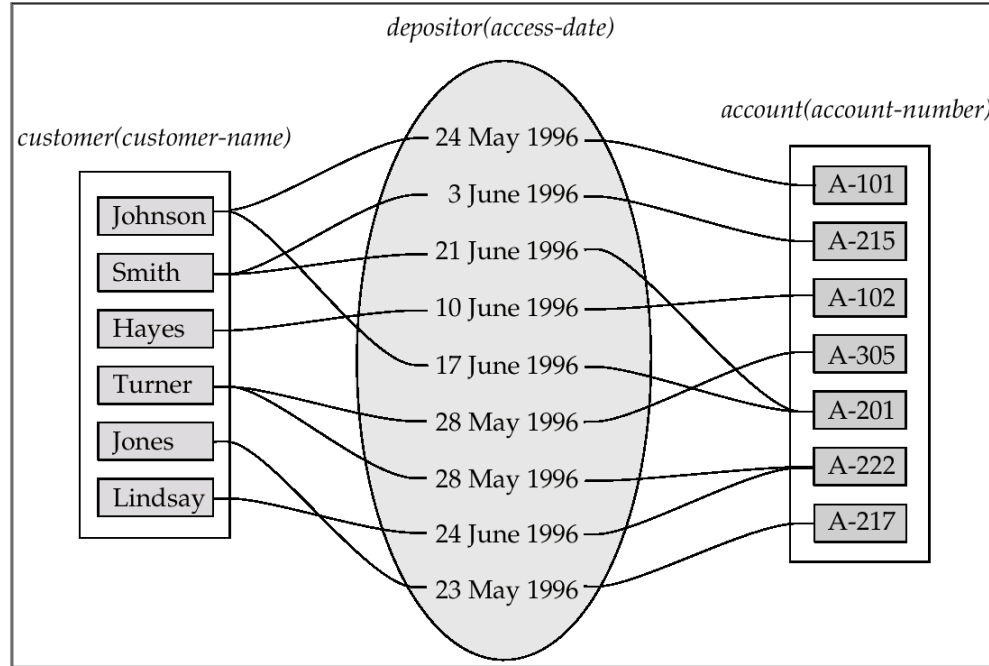 depositor(access-date)
customer(customer-name)
account(account-number)
Johnson
Smith
Hayes
Turner
Jones
Lindsay
24 May 1996
3 June 1996
21 June 1996
10 June 1996
17 June 1996
28 May 1996
28 May 1996
24 June 1996
23 May 1996
A-101
A-215
A-102
A-305
A-201
A-222
A-217